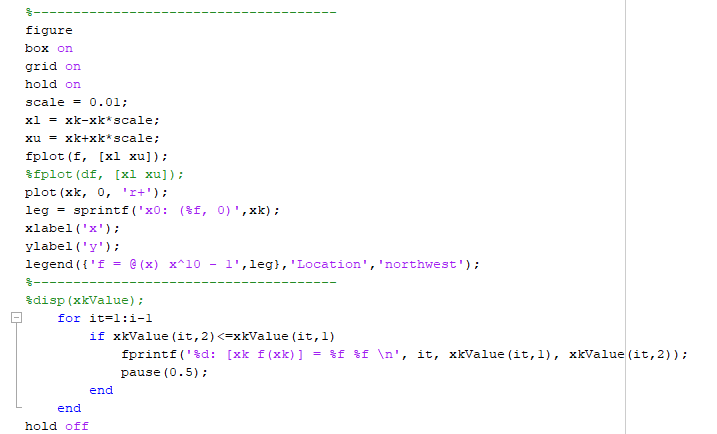 %--------------------------------------
figure
box on
grid on
hold on
scale = 0.01;
xl = xk-xk*scale;
xu = xk+xk*scale;
fplot(f, [xl xu]);
%fplot(df, [xl xu]);
plot(xk, 0, 'r+');
leg = sprintf('x0: (%f, 0)',xk);
xlabel('x');
ylabel('y');
legend({'f = @(x) x^10 - 1',leg},'Location','northwest');
%--------------------------------------
%disp(xkValue);
for it=1:i-1
if xkValue(it,2)<=xkValue(it,1)
fprintf('%d: [xk f(xk)] = %f %f \n', it, xkValue(it,1), xkValue(it,2));
pause(0.5);
end
end
hold off